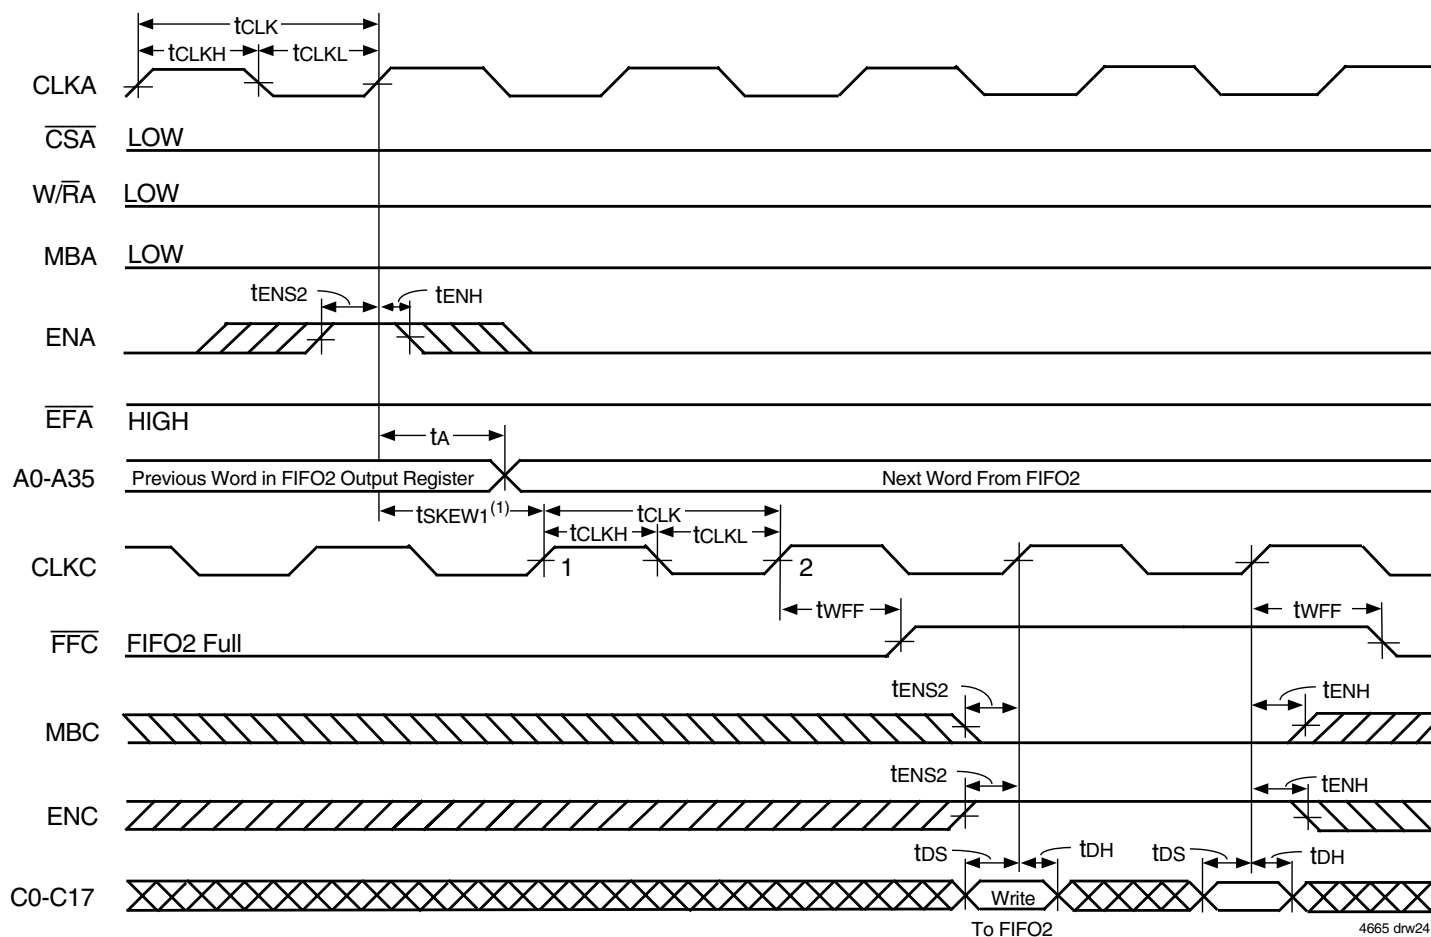 tCLK
tCLKH
tCLKL
CLKA
CSA
LOW
W/RA
LOW
MBA
LOW
tENS2
tENH
ENA
EFA
HIGH
tA
A0-A35
Previous Word in FIFO2 Output Register
Next Word From FIFO2
tSKEW1(1)
tCLK
tCLKH
tCLKL
CLKC
1
2
tWFF
tWFF
FFC
FIFO2 Full
tENS2
tENH
MBC
tENS2
tENH
ENC
tDS
tDH
tDS
tDH
C0-C17
Write
To FIFO2
4665 drw24